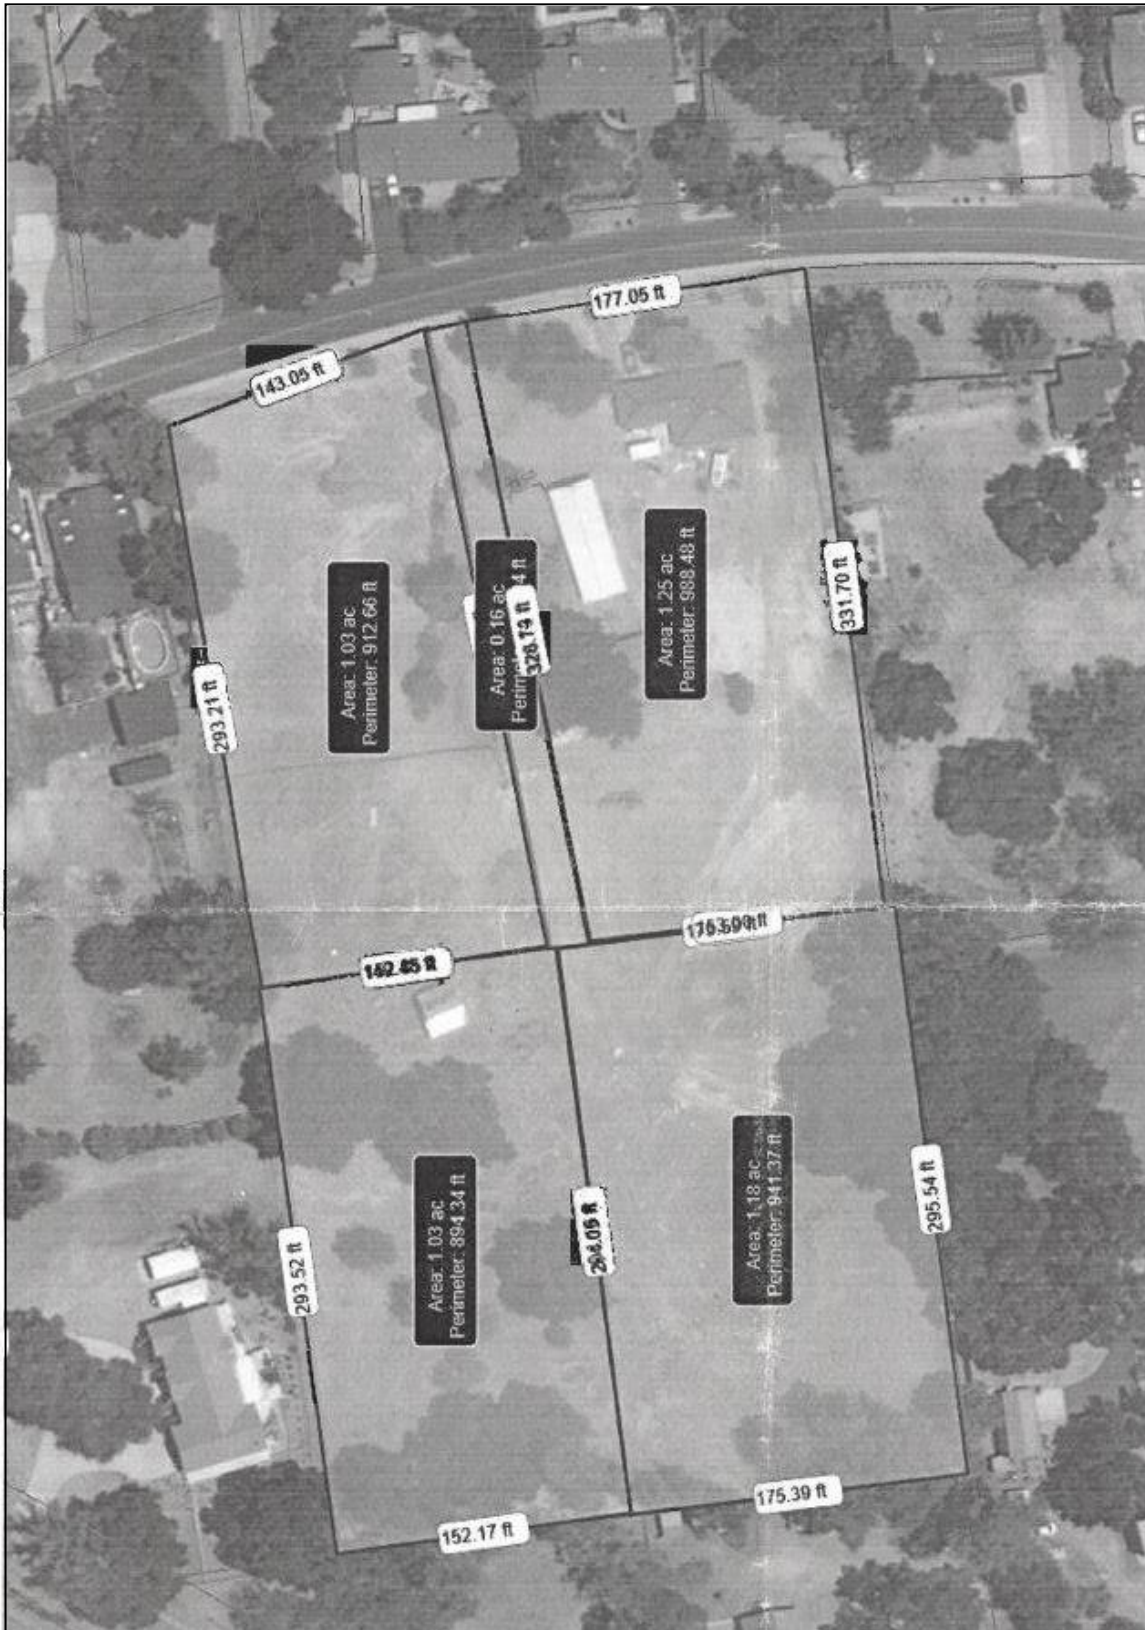 177.05 ft
143.05 ft
Area: 1.03 ac
Perimeter: 912.66 ft
Area: 0.16 ac
Area: 1.25 ac
Perimeter: 988.48 ft
331.70 ft
293.21 ft
Area: 1.03 ac
Perimeter: 894.34 ft
Area: 1.18 ac
Perimeter: 941.37 ft
295.54 ft
293.52 ft
175.39 ft
152.17 ft